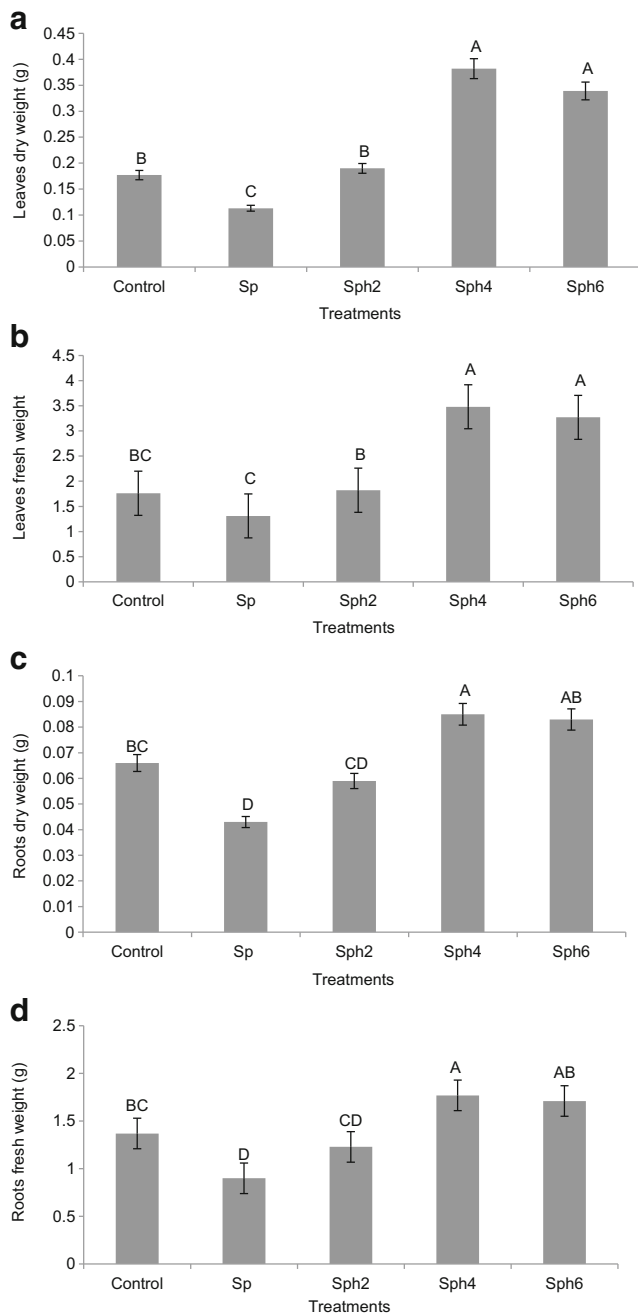 a
Leaves dry weight (g)
0.45
0.4
0.35
0.3
0.25
0.2
0.15
0.1
0.05
0
B
C
B
A
A
Control Sp Sph2 Sph4 Sph6
Treatments
b
Leaves fresh weight
4.5
4
3.5
3
2.5
2
1.5
1
0.5
0
BC
C
B
A
A
Control Sp Sph2 Sph4 Sph6
Treatments
c
Roots dry weight (g)
0.1
0.09
0.08
0.07
0.06
0.05
0.04
0.03
0.02
0.01
0
BC
D
CD
A
AB
Control Sp Sph2 Sph4 Sph6
Treatments
d
Roots fresh weight (g)
2.5
2
1.5
1
0.5
0
BC
D
CD
A
AB
Control Sp Sph2 Sph4 Sph6
Treatments